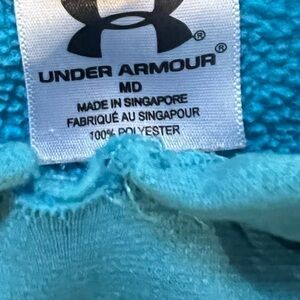 ®
UNDER ARMOUR®
MD
MADE IN SINGAPORE
FABRIQUÉ AU SINGAPOUR
100% POLYESTER